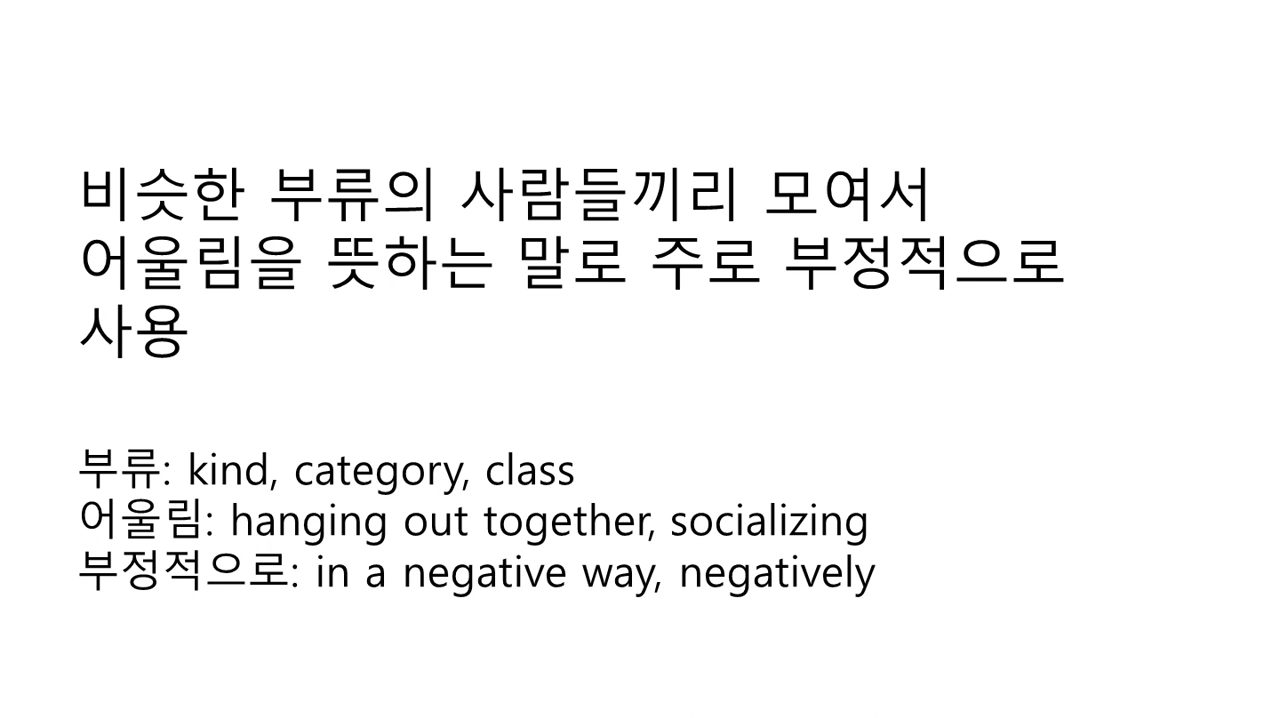 비슷한 부류의 사람들끼리 모여서
어울림을 뜻하는 말로 주로 부정적으로
사용
부류: kind, category, class
어울림: hanging out together, socializing
부정적으로: in a negative way, negatively